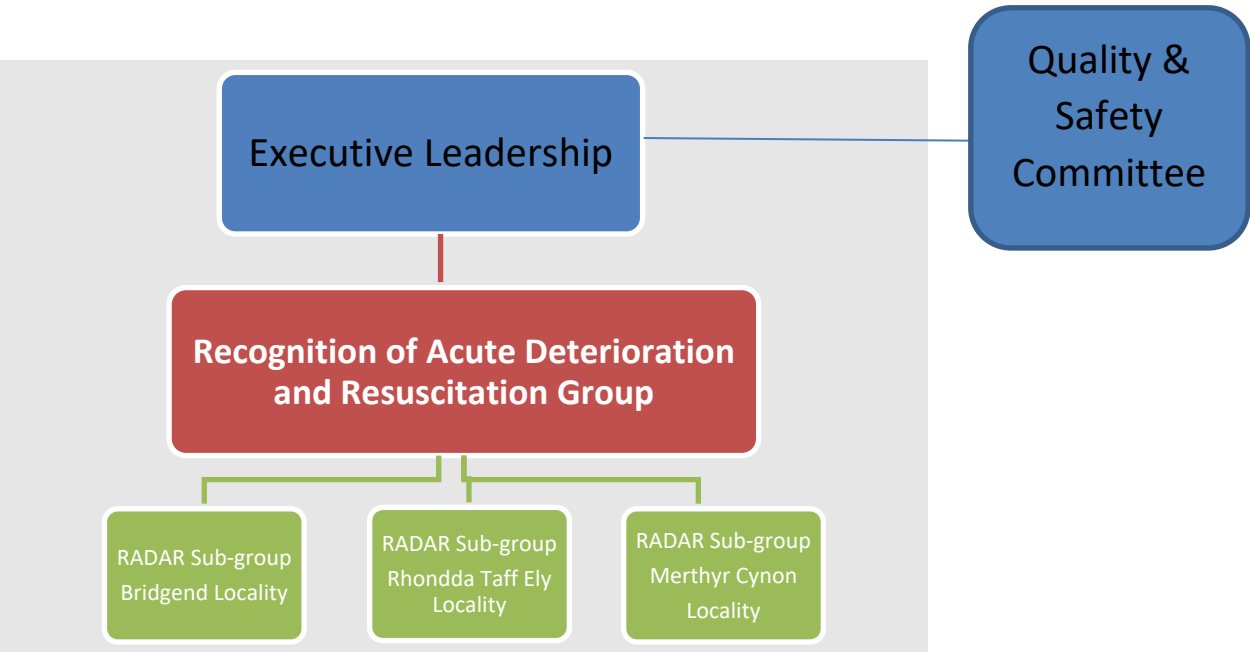 Quality &
Safety
Committee
Executive Leadership
Recognition of Acute Deterioration
and Resuscitation Group
RADAR Sub-group
Bridgend Locality
RADAR Sub-group
Rhondda Taff Ely
Locality
RADAR Sub-group
Merthyr Cynon
Locality